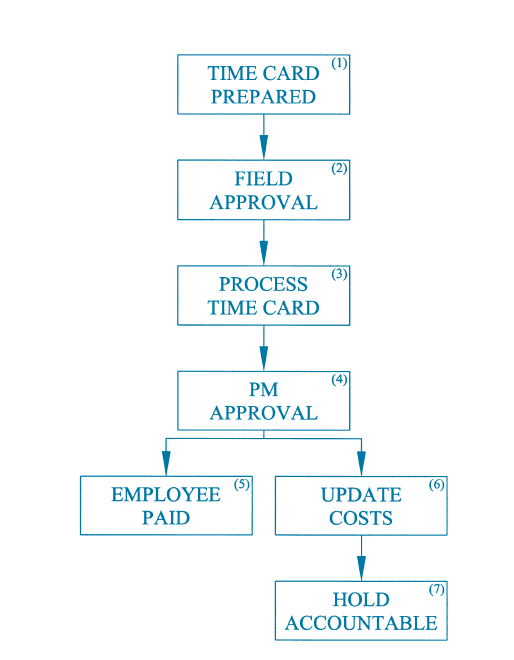 (1)
TIME CARD
PREPARED
(2)
FIELD
APPROVAL
(3)
PROCESS
TIME CARD
(4)
PM
APPROVAL
(5)
EMPLOYEE
PAID
(6)
UPDATE
COSTS
(7)
HOLD
ACCOUNTABLE